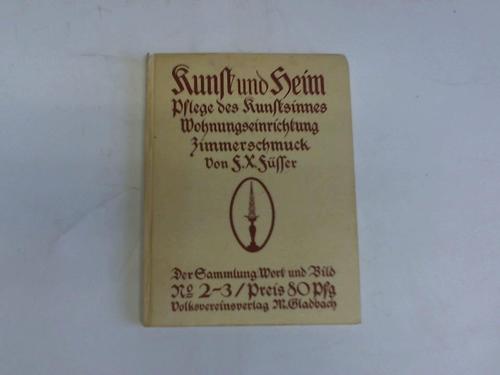 Kunst und Heim
Pflege des Kunstsinnes
Wohnungseinrichtung
Zimmerschmuck
Von F.X. Füsser
Der Sammlung Wort und Bild
No 2-3 / Preis 80 Pfg
Volksvereinsverlag M. Gladbach